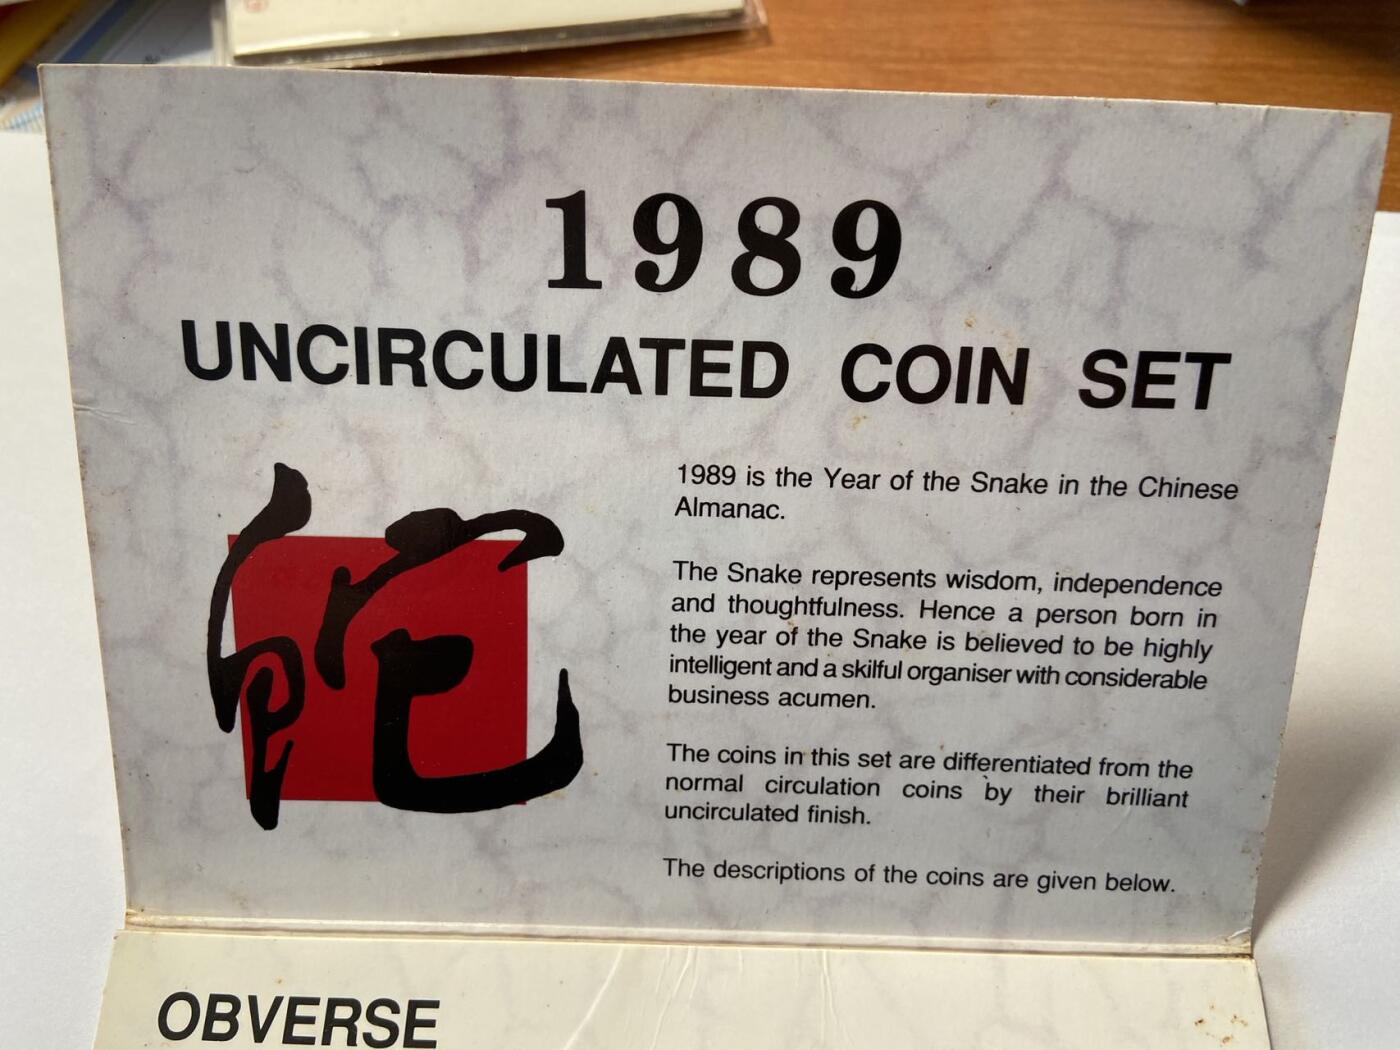 1989
UNCIRCULATED COIN SET
蛇
1989 is the Year of the Snake in the Chinese
Almanac.
The Snake represents wisdom, independence
and thoughtfulness. Hence a person born in
the year of the Snake is believed to be highly
intelligent and a skilful organiser with considerable
business acumen.
The coins in this set are differentiated from the
normal circulation coins by their brilliant
uncirculated finish.
The descriptions of the coins are given below.
OBVERSE